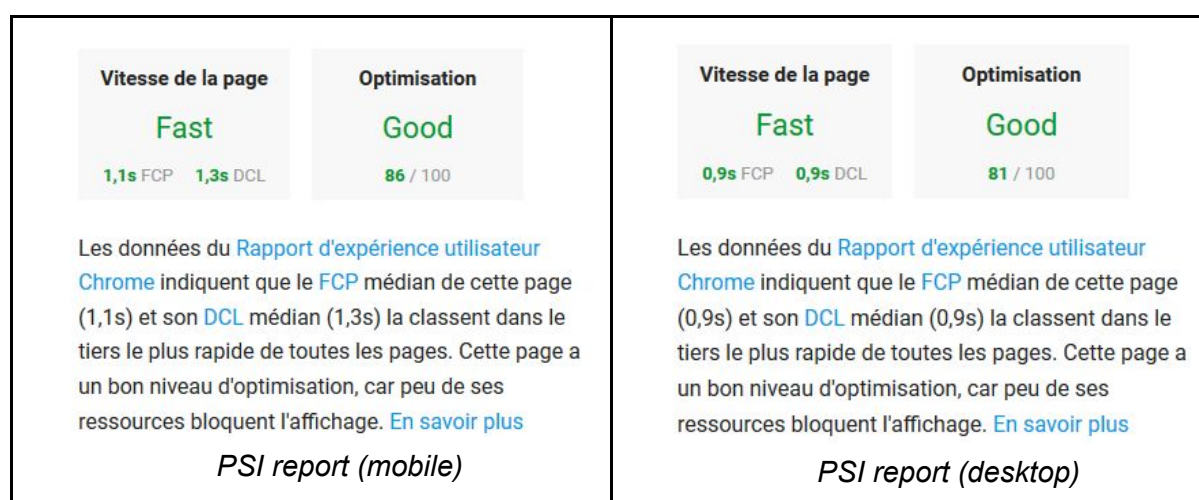 Vitesse de la page
Fast
1,1s FCP 1,3s DCL
Optimisation
Good
86 / 100
Les données du Rapport d'expérience utilisateur
Chrome indiquent que le FCP médian de cette page
(1,1s) et son DCL médian (1,3s) la classent dans le
tiers le plus rapide de toutes les pages. Cette page a
un bon niveau d'optimisation, car peu de ses
ressources bloquent l'affichage. En savoir plus
PSI report (mobile)
Vitesse de la page
Fast
0,9s FCP 0,9s DCL
Optimisation
Good
81 / 100
Les données du Rapport d'expérience utilisateur
Chrome indiquent que le FCP médian de cette page
(0,9s) et son DCL médian (0,9s) la classent dans le
tiers le plus rapide de toutes les pages. Cette page a
un bon niveau d'optimisation, car peu de ses
ressources bloquent l'affichage. En savoir plus
PSI report (desktop)